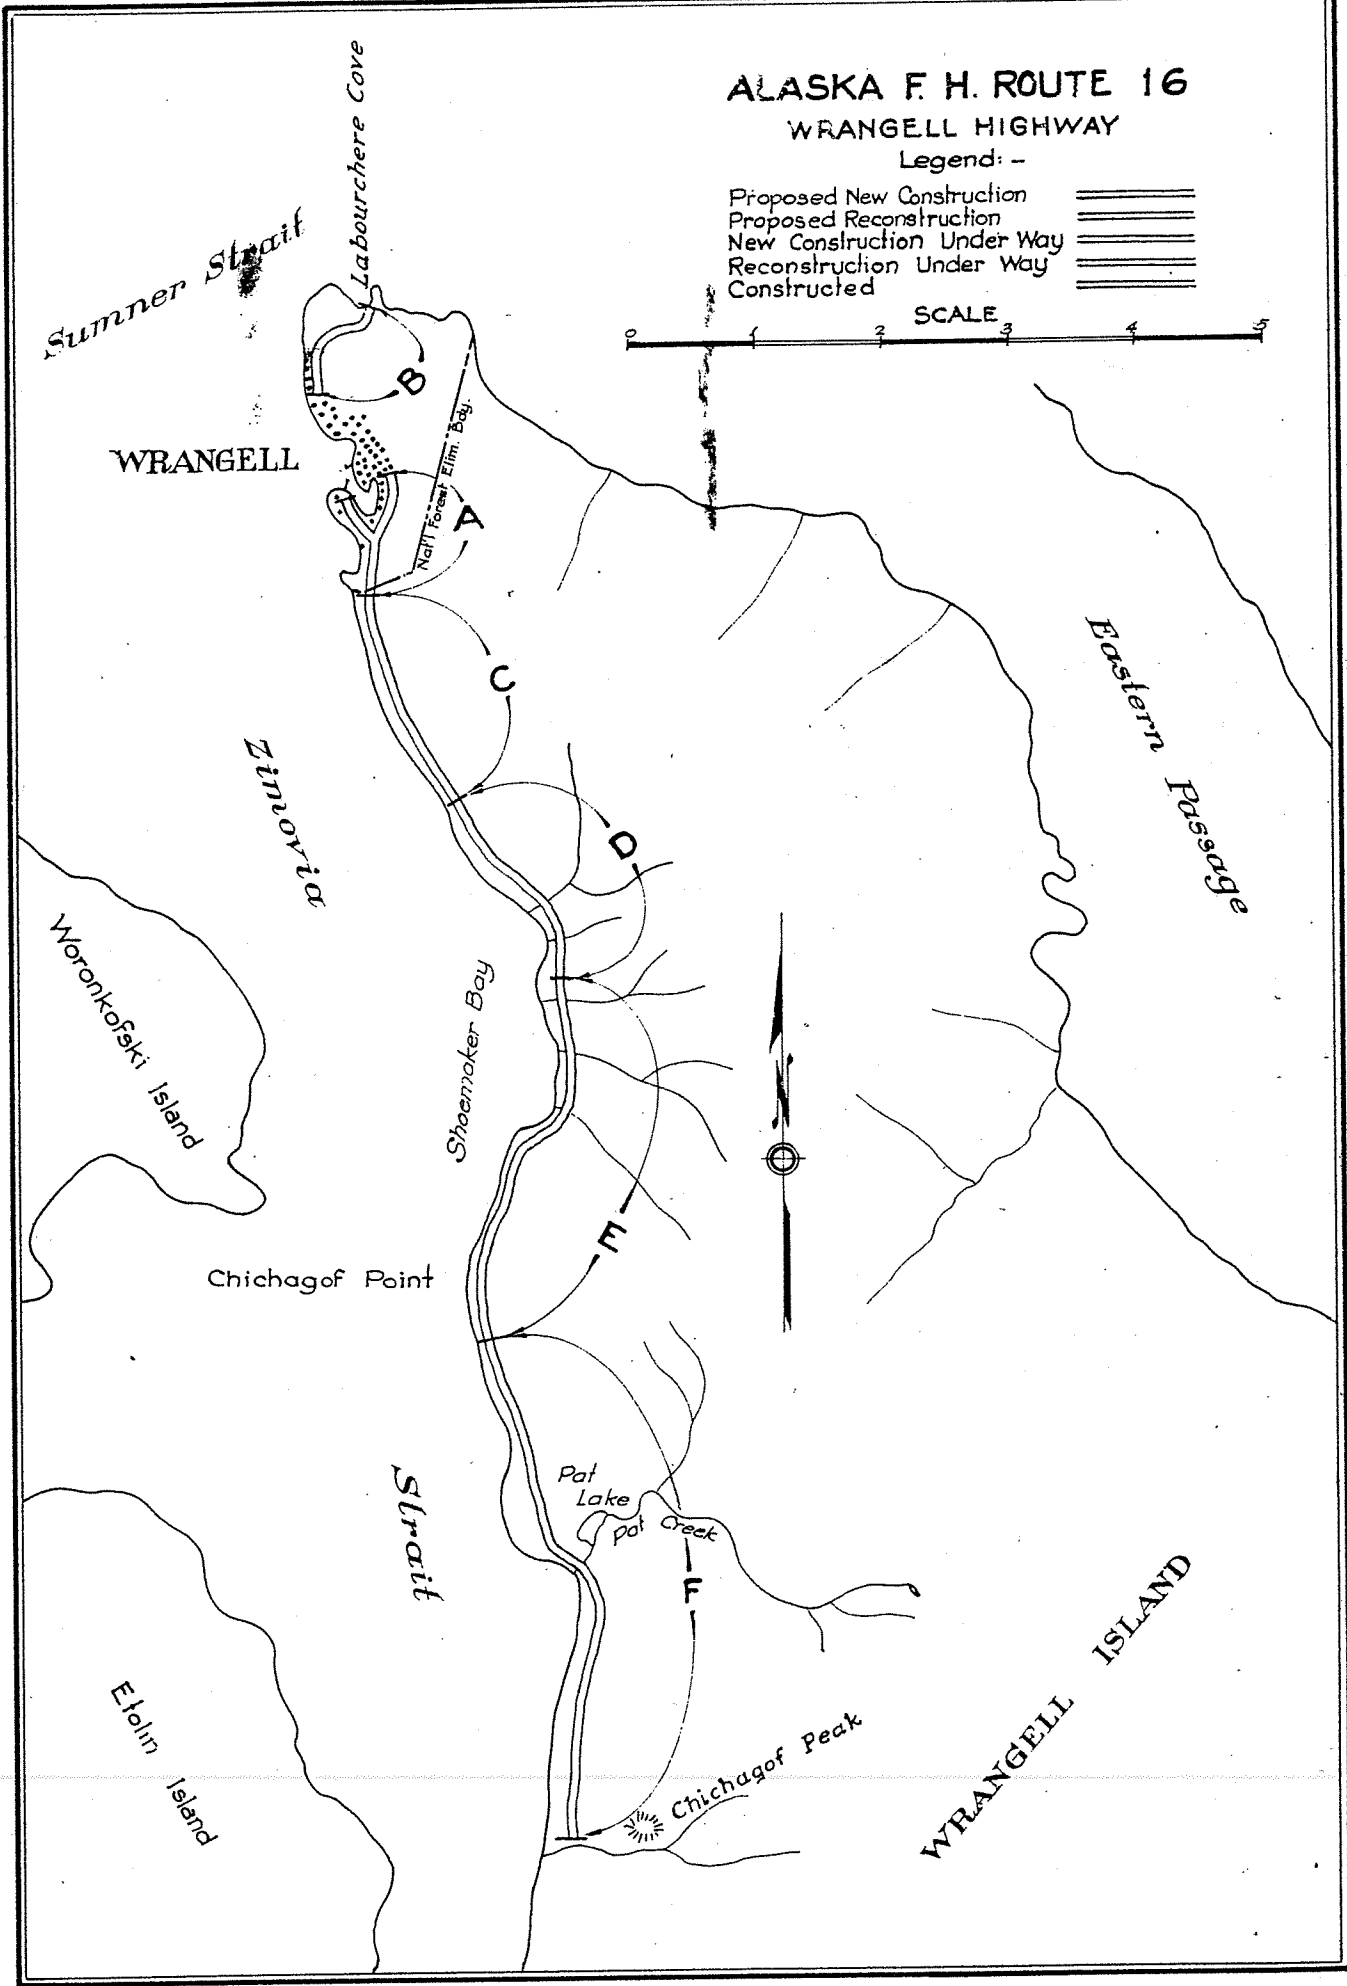 ALASKA F. H. ROUTE 16
WRANGELL HIGHWAY
Legend: -
Proposed New Construction
Proposed Reconstruction
New Construction Under Way
Reconstruction Under Way
Constructed
SCALE
0 1 2 3 4 5
Labourchere Cove
Sumner Strait
B
WRANGELL
Nat'l Forest Elim. Bdy.
A
C
Eastern Passage
Zimovia
D
Woronkofski Island
Shoemaker Bay
N
E
Chichagof Point
Strait
Pat
Lake
Pat Creek
F
WRANGELL ISLAND
Etolin Island
Chichagof Peak